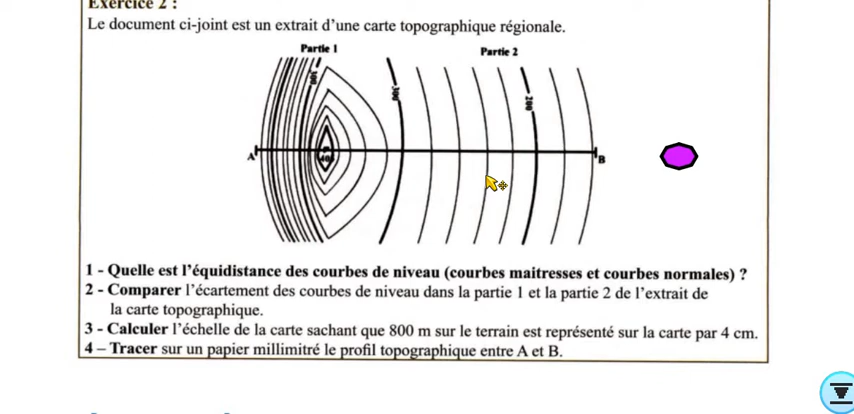 Exercice 2 :
Le document ci-joint est un extrait d’une carte topographique régionale.
Partie 1
Partie 2
300
200
A
B
1 - Quelle est l’équidistance des courbes de niveau (courbes maitresses et courbes normales) ?
2 - Comparer l’écartement des courbes de niveau dans la partie 1 et la partie 2 de l’extrait de
la carte topographique.
3 - Calculer l’échelle de la carte sachant que 800 m sur le terrain est représenté sur la carte par 4 cm.
4 – Tracer sur un papier millimitré le profil topographique entre A et B.